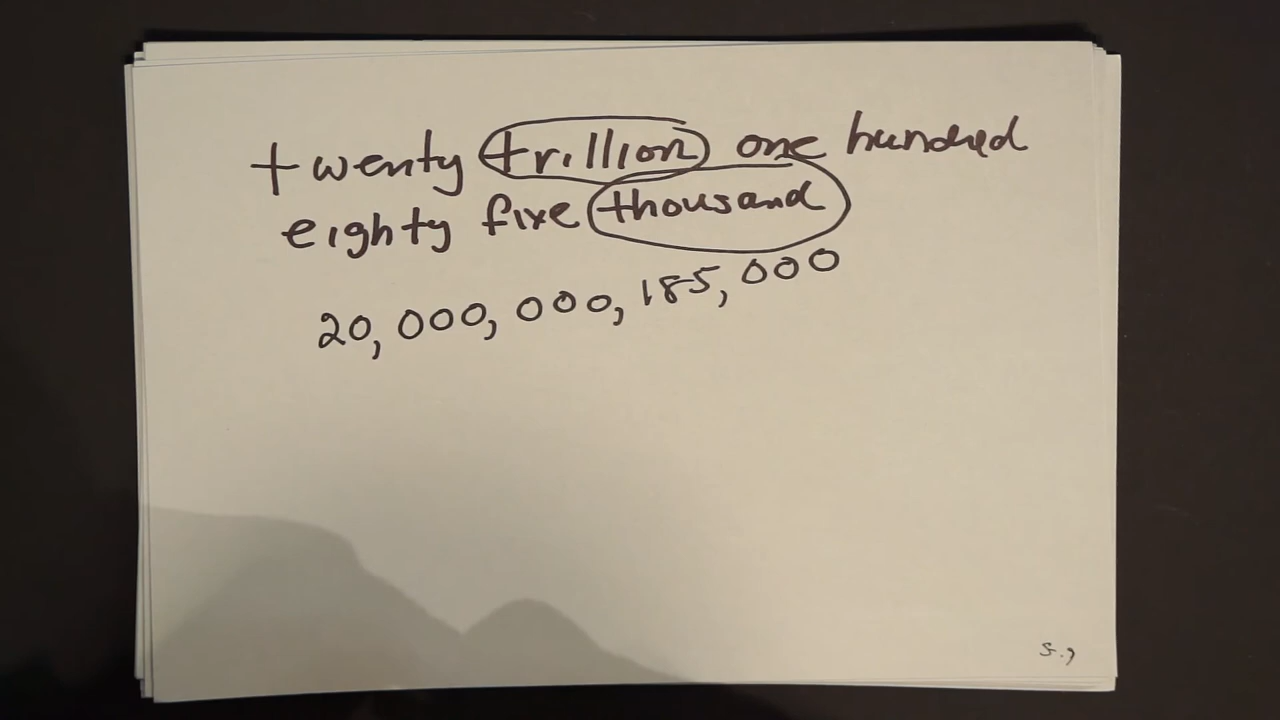 twenty trillion one hundred
eighty five thousand
20,000,000,185,000